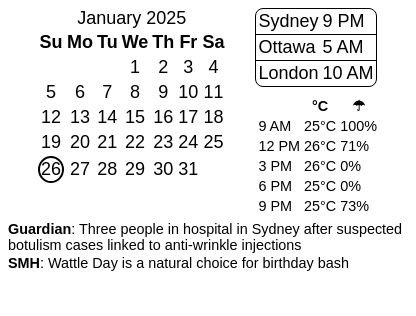 January 2025
Su Mo Tu We Th Fr Sa
1 2 3 4
5 6 7 8 9 10 11
12 13 14 15 16 17 18
19 20 21 22 23 24 25
26 27 28 29 30 31
Sydney 9 PM
Ottawa 5 AM
London 10 AM
°C ☂
9 AM 25°C 100%
12 PM 26°C 71%
3 PM 26°C 0%
6 PM 25°C 0%
9 PM 25°C 73%
Guardian: Three people in hospital in Sydney after suspected
botulism cases linked to anti-wrinkle injections
SMH: Wattle Day is a natural choice for birthday bash